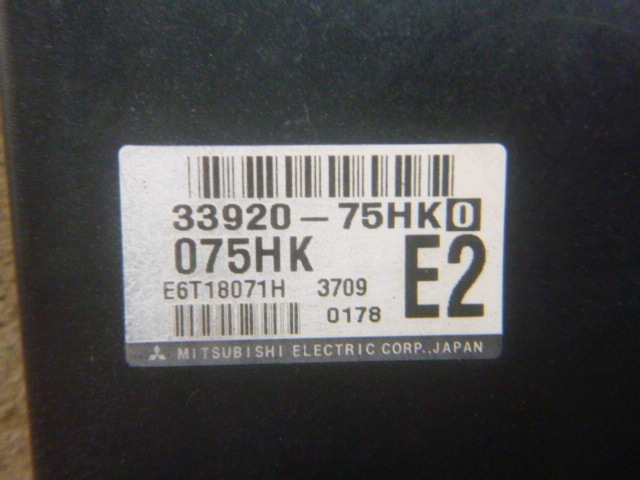 33920-75HK0
075HK
E2
E6T18071H 3709
0178
MITSUBISHI ELECTRIC CORP., JAPAN